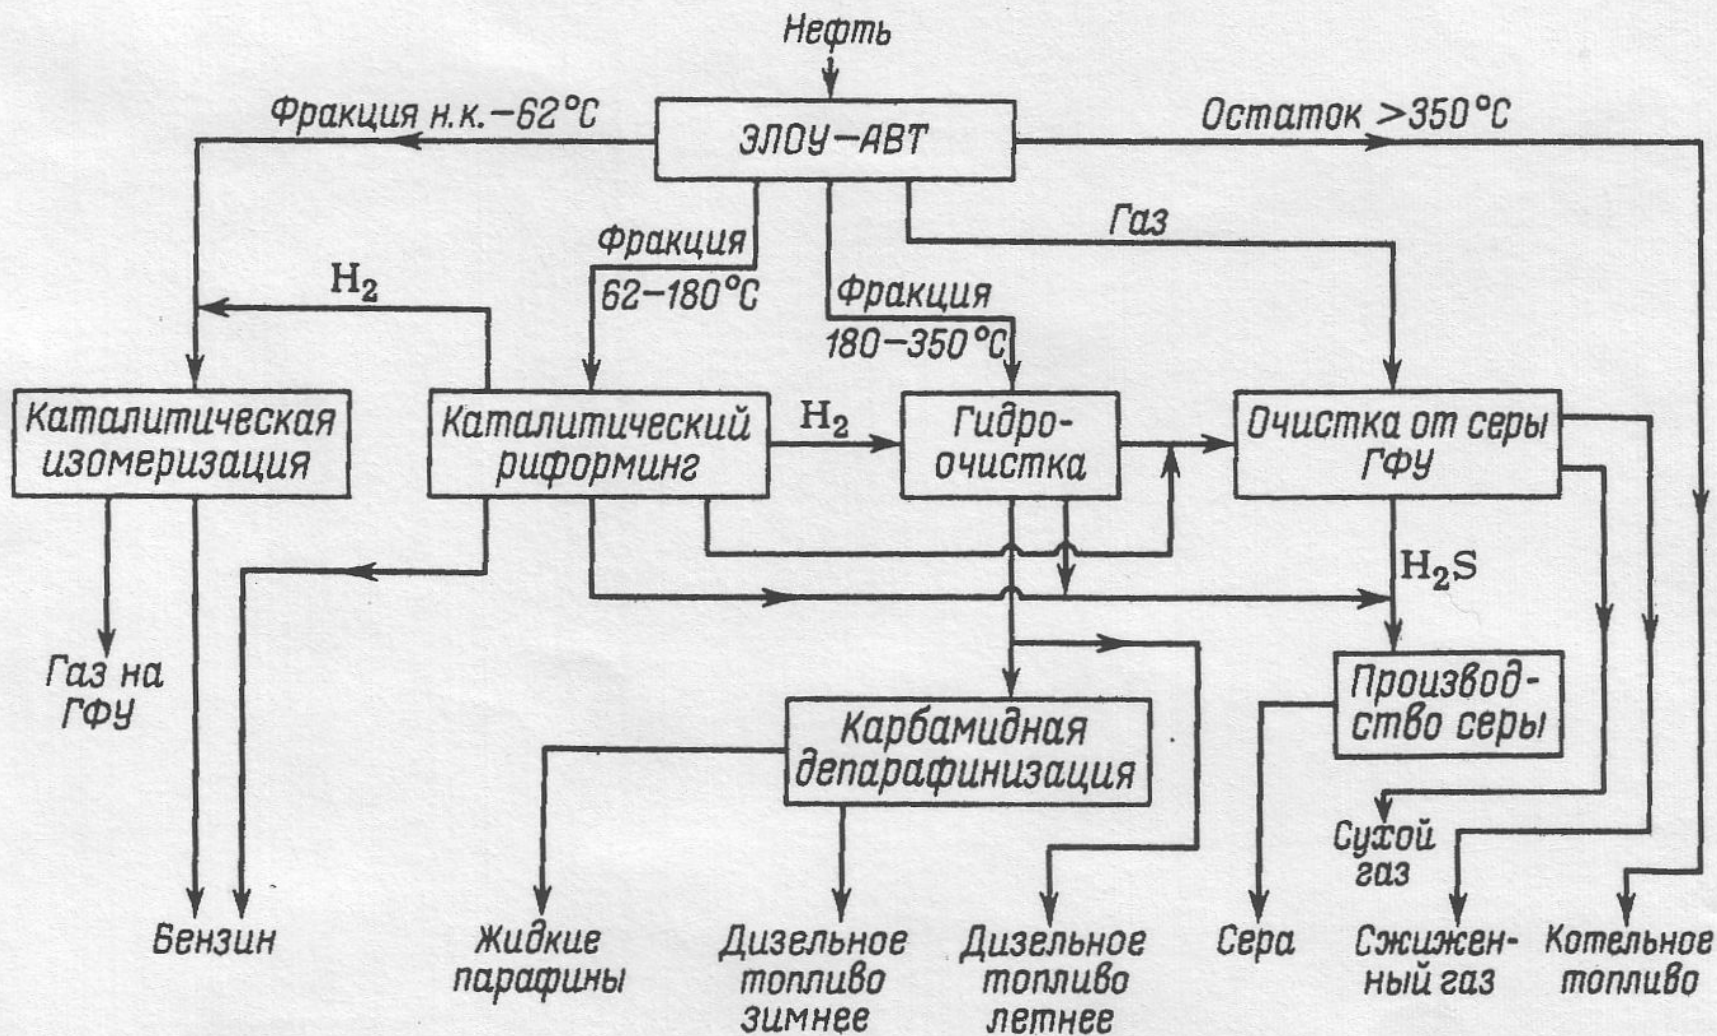 Нефть
Фракция н.к.–62°С
ЭЛОУ–АВТ
Остаток >350°С
Фракция
62–180°С
Фракция
180–350°С
Газ
H₂
Каталитическая
изомеризация
Каталитический
риформинг
H₂
Гидро-
очистка
Очистка от серы
ГФУ
H₂S
Газ на
ГФУ
Карбамидная
депарафинизация
Производ-
ство серы
Сухой
газ
Бензин
Жидкие
парафины
Дизельное
топливо
зимнее
Дизельное
топливо
летнее
Сера
Сжижен-
ный газ
Котельное
топливо